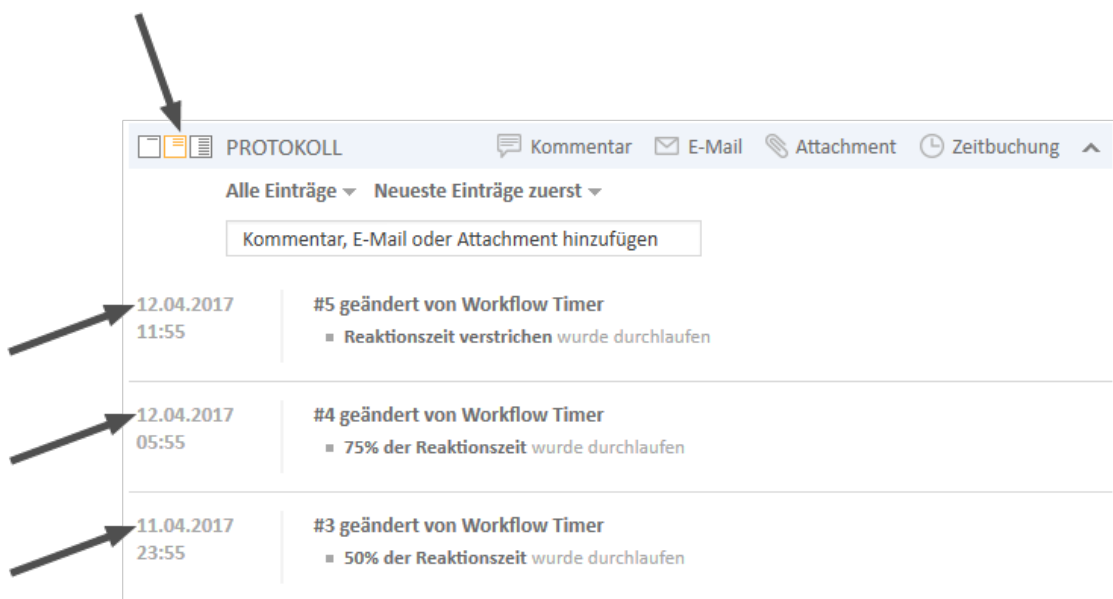 PROTOKOLL Kommentar E-Mail Attachment Zeitbuchung
Alle Einträge Neueste Einträge zuerst
Kommentar, E-Mail oder Attachment hinzufügen
12.04.2017 #5 geändert von Workflow Timer
11:55 Reaktionszeit verstrichen wurde durchlaufen
12.04.2017 #4 geändert von Workflow Timer
05:55 75% der Reaktionszeit wurde durchlaufen
11.04.2017 #3 geändert von Workflow Timer
23:55 50% der Reaktionszeit wurde durchlaufen